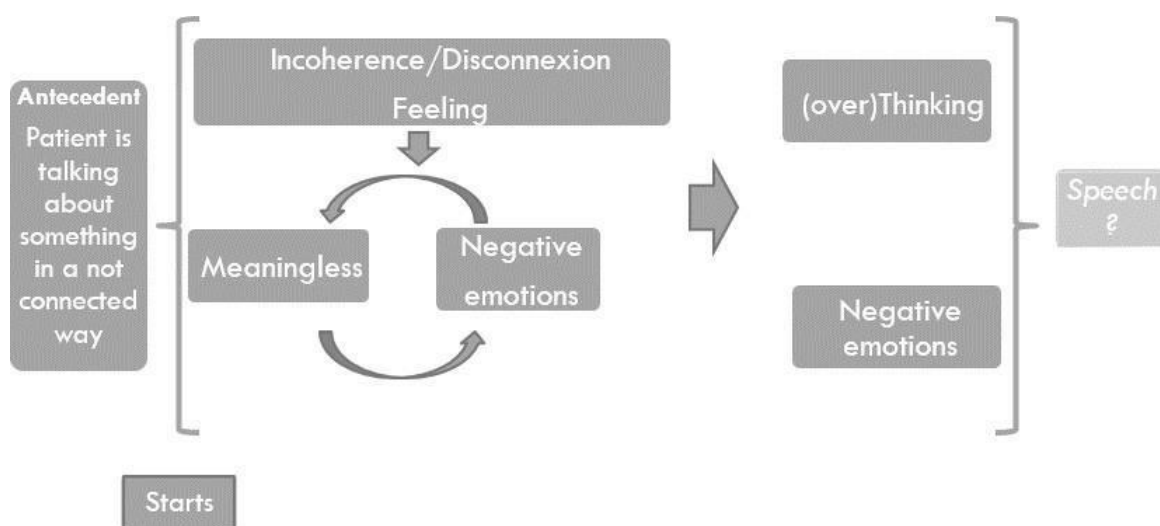 Antecedent
Patient is
talking
about
something
in a not
connected
way
Incoherence/Disconnexion
Feeling
Meaningless
Negative
emotions
(over)Thinking
Negative
emotions
Speech
?
Starts